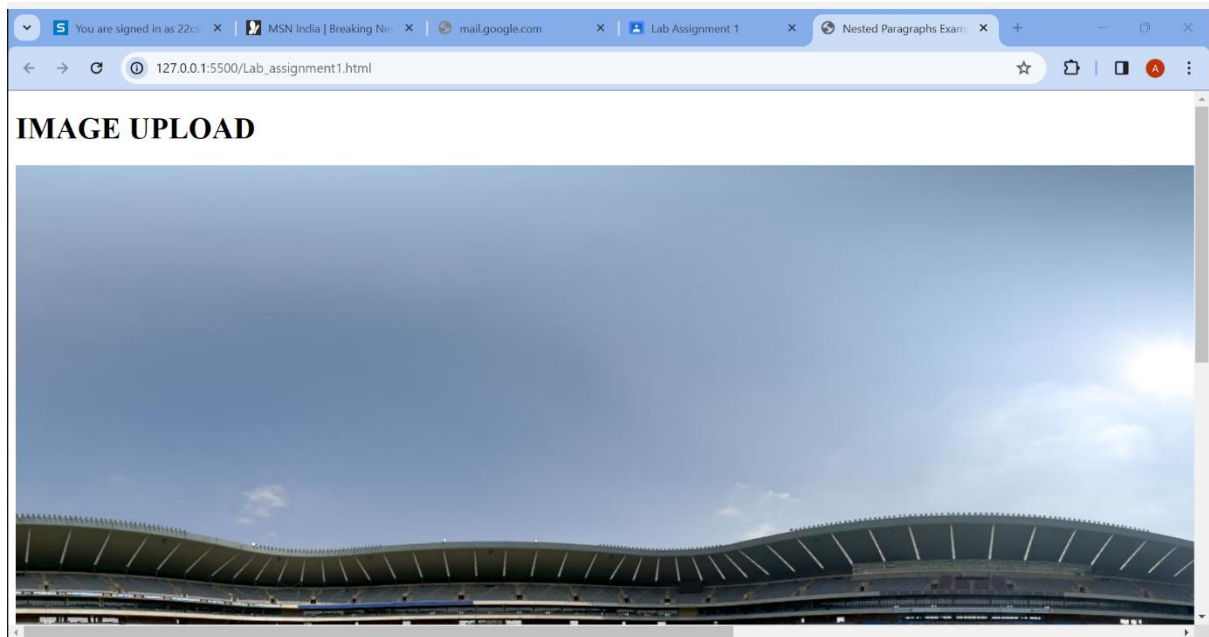 You are signed in as 22cs
MSN India | Breaking Ne
mail.google.com
Lab Assignment 1
Nested Paragraphs Exam
127.0.0.1:5500/Lab_assignment1.html
A
IMAGE UPLOAD